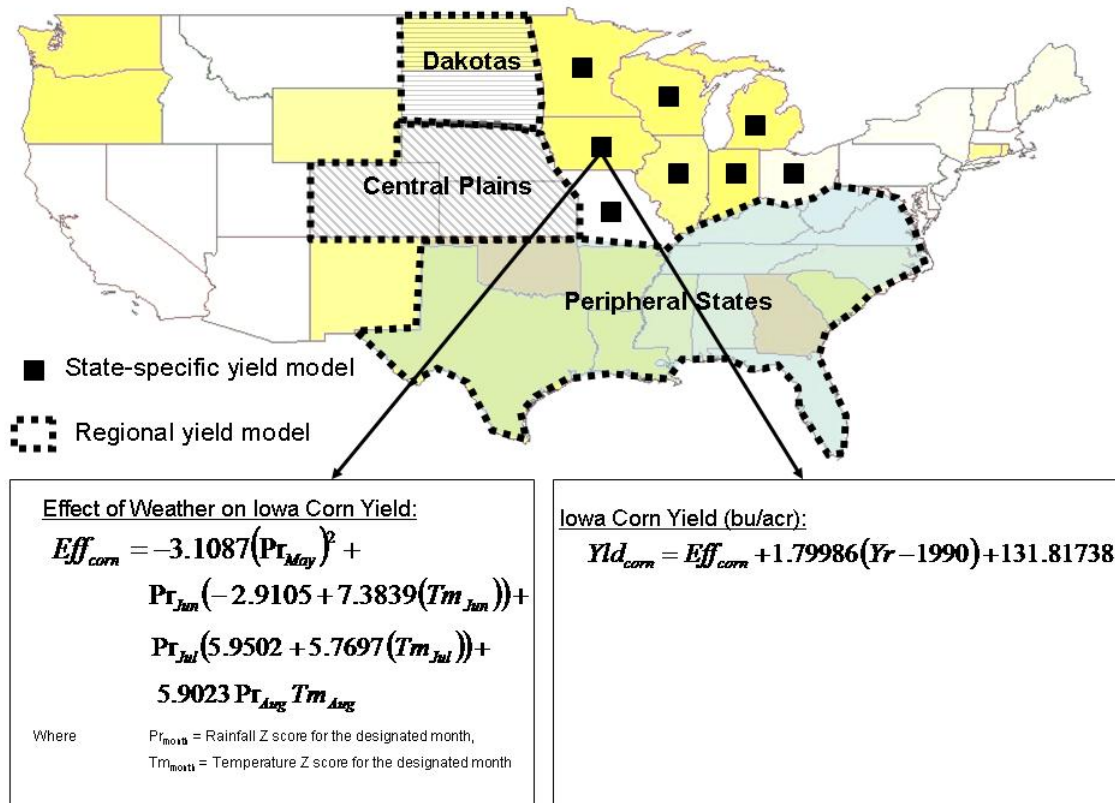 Dakotas
Central Plains
Peripheral States
State-specific yield model
Regional yield model
Effect of Weather on Iowa Corn Yield:
Eff_corn = −3.1087(Pr_May)² +
Pr_Jun(−2.9105 + 7.3839(Tm_Jun)) +
Pr_Jul(5.9502 + 5.7697(Tm_Jul)) +
5.9023 Pr_Aug Tm_Aug
Where Pr_month = Rainfall Z score for the designated month,
Tm_month = Temperature Z score for the designated month
Iowa Corn Yield (bu/acr):
Yld_corn = Eff_corn + 1.79986(Yr − 1990) + 131.81738